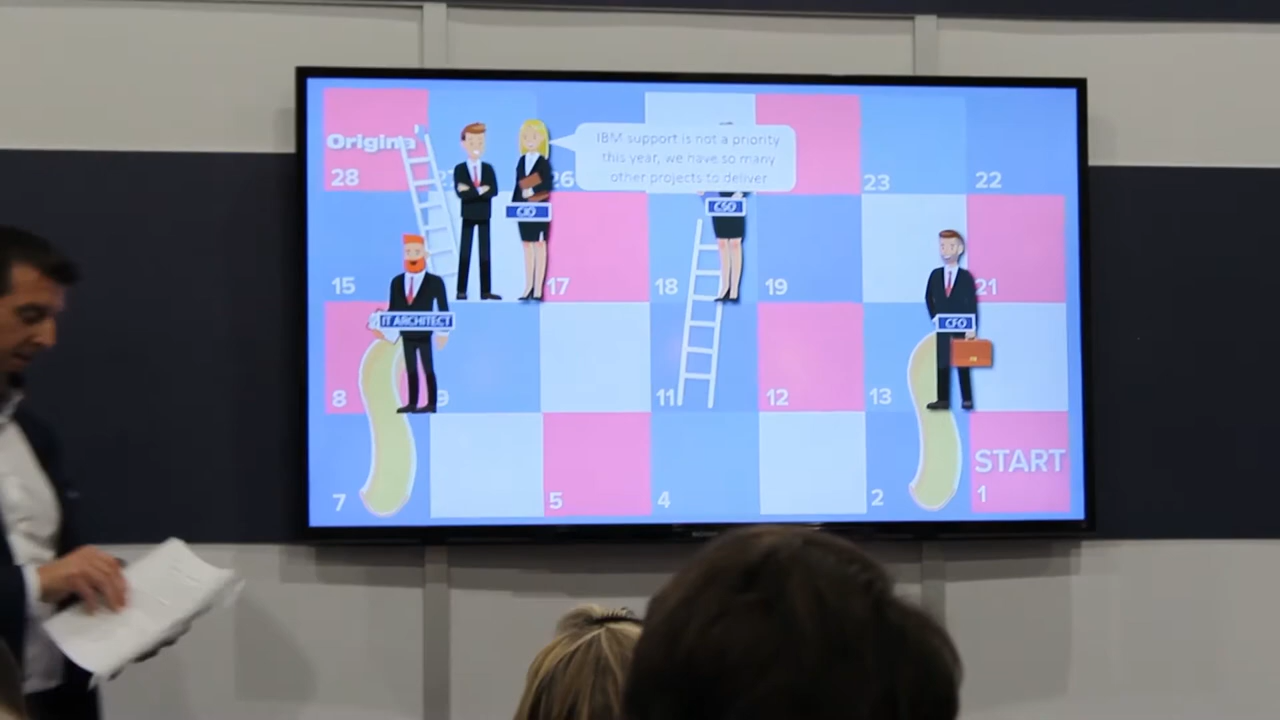 Origina
IBM support is not a priority
this year, we have so many
other projects to deliver
28
26
23
22
CIO
CSO
15
17
18
19
21
IT ARCHITECT
CFO
8
9
11
12
13
START
7
5
4
2
1